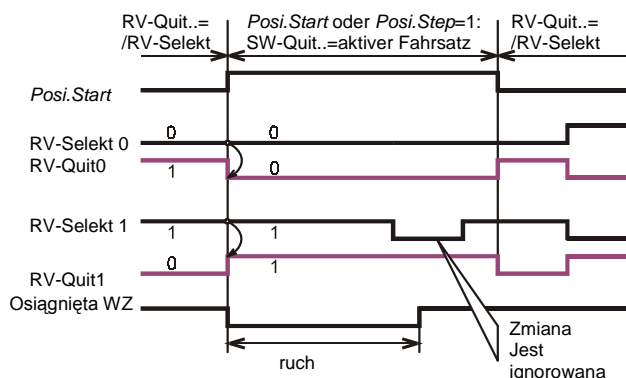 RV-Quit..=
/RV-Selekt
Posi.Start oder Posi.Step=1:
SW-Quit..=aktiver Fahrsatz
RV-Quit..=
/RV-Selekt
Posi.Start
RV-Selekt 0
0
0
RV-Quit0
1
0
RV-Selekt 1
1
1
RV-Quit1
0
1
Osiągnięta WZ
ruch
Zmiana
Jest
ignorowana